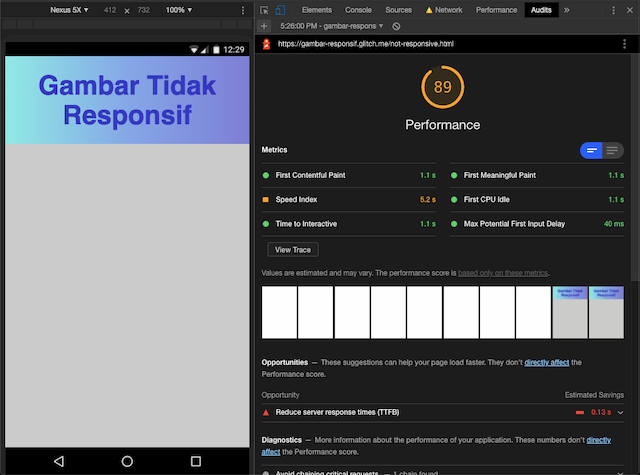 Nexus 5X ▼ 412 × 732 100% ▼
12:29
Gambar Tidak
Responsif
Elements Console Sources Network Performance Audits »
5:26:00 PM - gambar-respons ▼
https://gambar-responsif.glitch.me/not-responsive.html
89
Performance
Metrics
First Contentful Paint 1.1 s
First Meaningful Paint 1.1 s
Speed Index 5.2 s
First CPU Idle 1.1 s
Time to Interactive 1.1 s
Max Potential First Input Delay 40 ms
View Trace
Values are estimated and may vary. The performance score is based only on these metrics.
Gambar Tidak
Responsif
Gambar Tidak
Responsif
Opportunities — These suggestions can help your page load faster. They don't directly affect the
Performance score.
Opportunity Estimated Savings
Reduce server response times (TTFB) 0.13 s
Diagnostics — More information about the performance of your application. These numbers don't directly
affect the Performance score.
Avoid chaining critical requests — 1 chain found